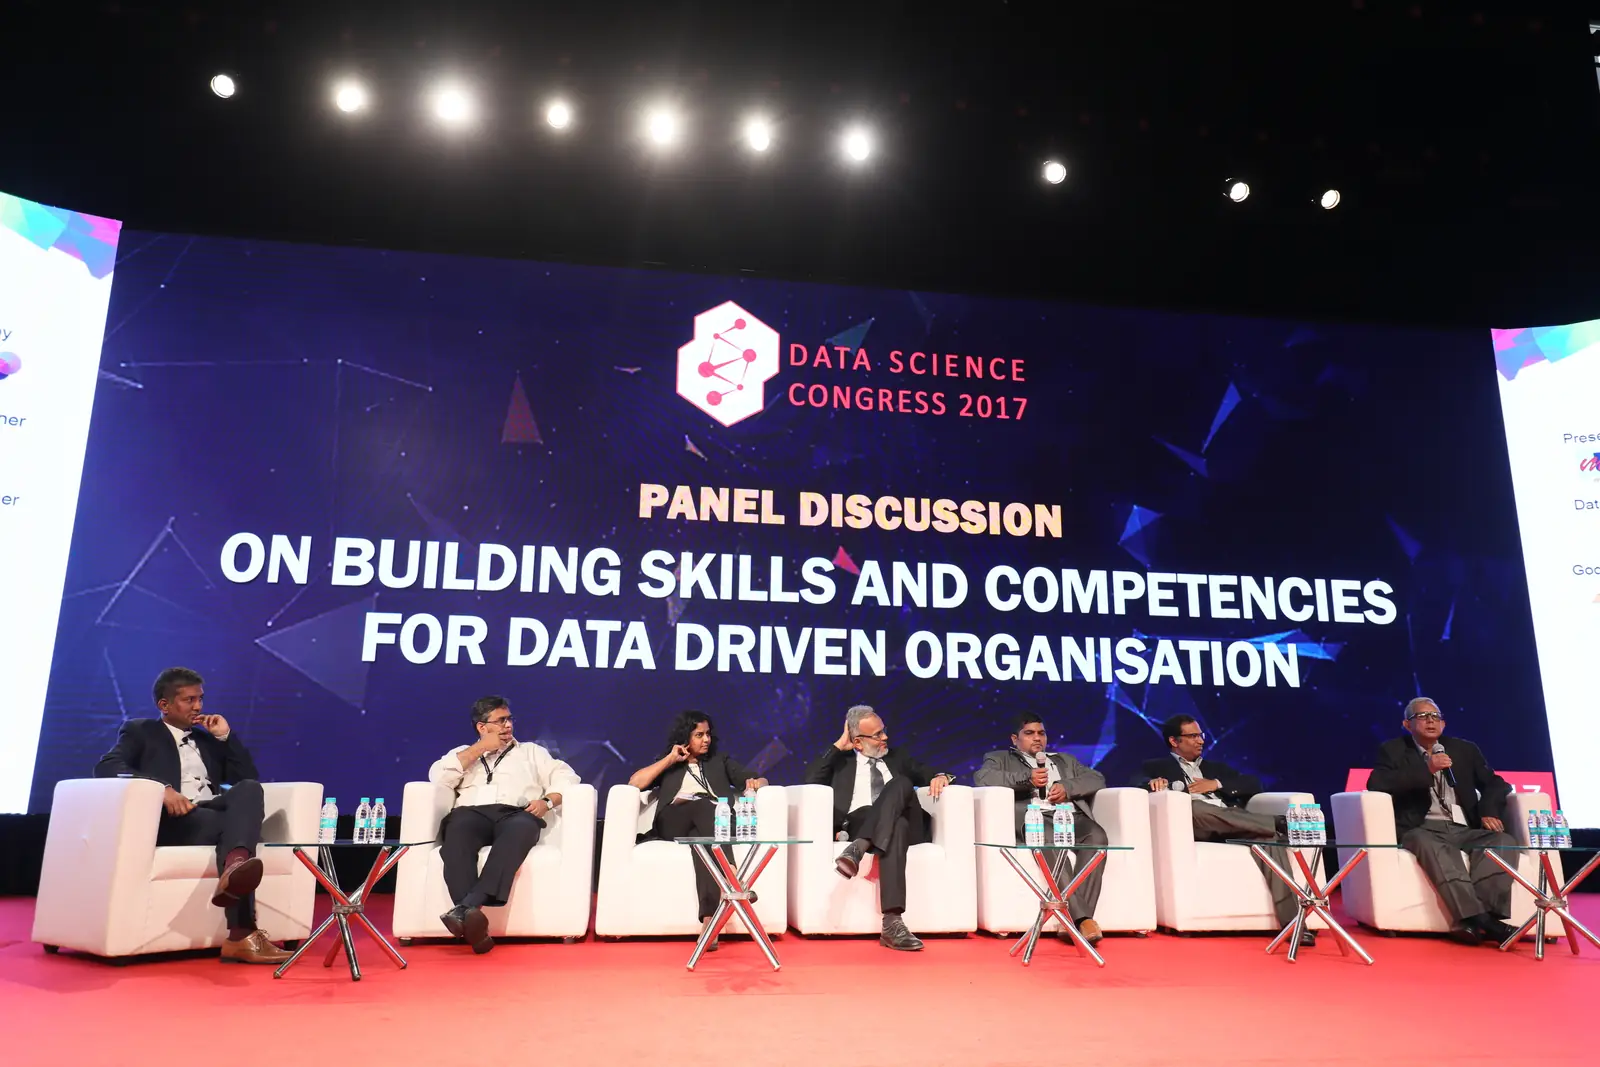 DATA SCIENCE
CONGRESS 2017
PANEL DISCUSSION
ON BUILDING SKILLS AND COMPETENCIES
FOR DATA DRIVEN ORGANISATION